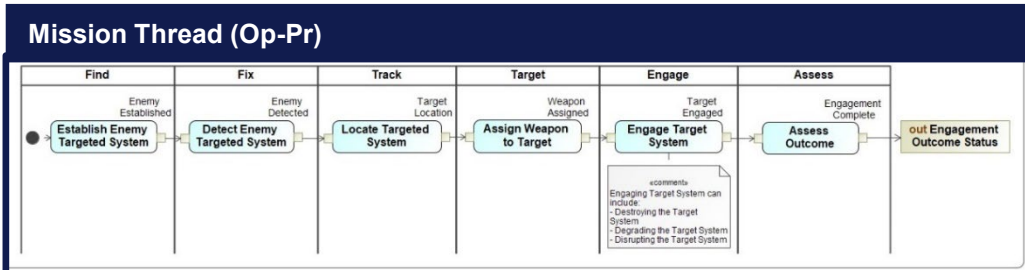 Mission Thread (Op-Pr)
Find
Fix
Track
Target
Engage
Assess
Enemy
Established
Establish Enemy
Targeted System
Enemy
Detected
Detect Enemy
Targeted System
Target
Location
Locate Targeted
System
Weapon
Assigned
Assign Weapon
to Target
Target
Engaged
Engage Target
System
Engagement
Complete
Assess
Outcome
out Engagement
Outcome Status
«comment»
Engaging Target System can
include:
- Destroying the Target
System
- Degrading the Target System
- Disrupting the Target System